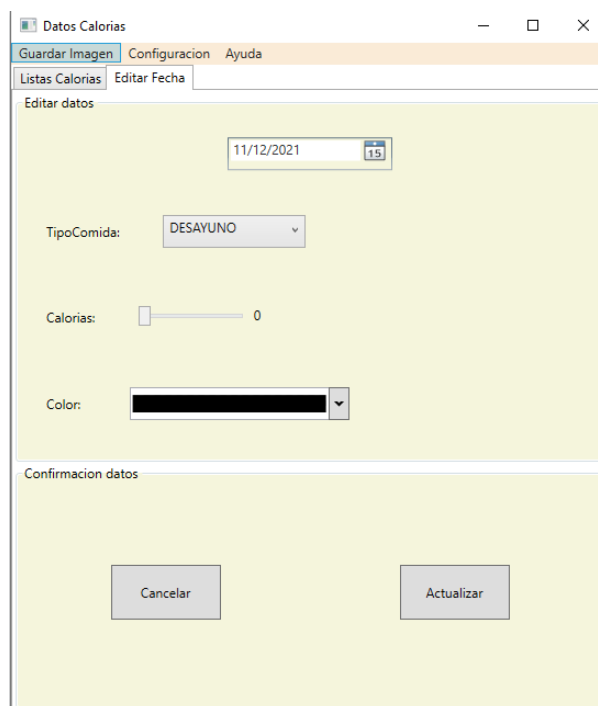 Datos Calorias
Guardar Imagen Configuracion Ayuda
Listas Calorias Editar Fecha
Editar datos
11/12/2021 15
TipoComida: DESAYUNO
Calorias: 0
Color:
Confirmacion datos
Cancelar Actualizar